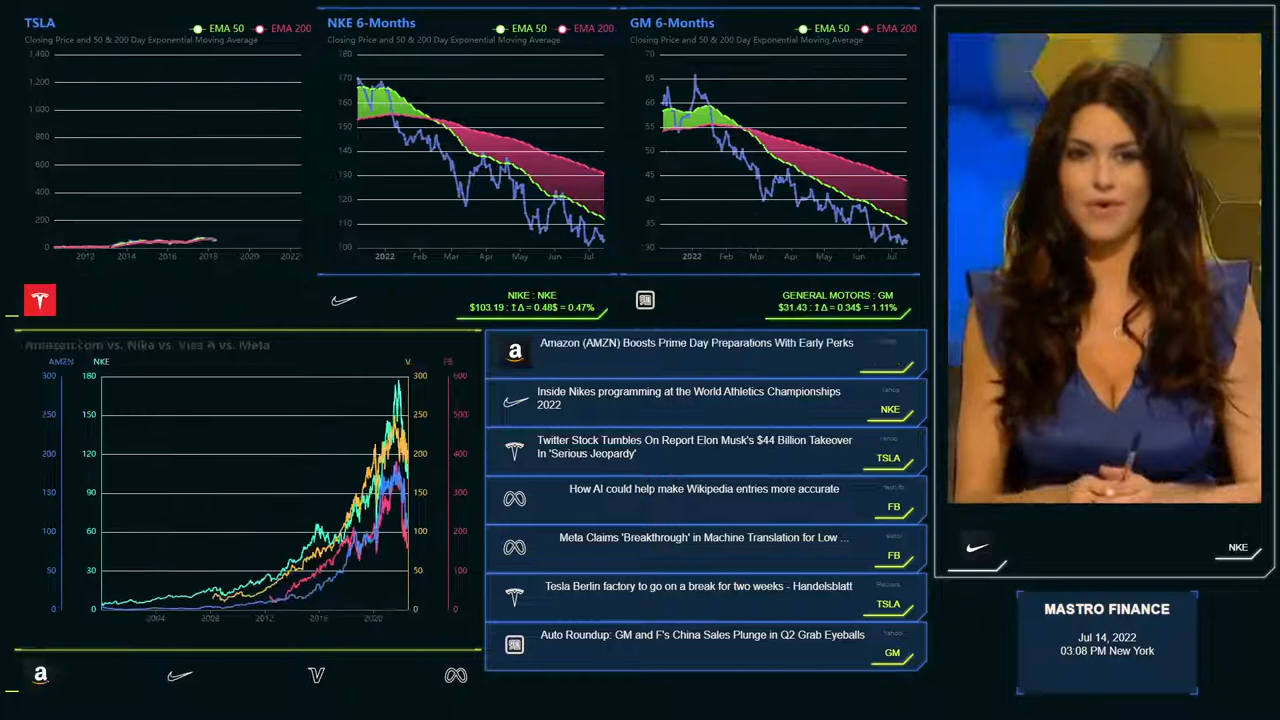 TSLA
EMA 50
EMA 200
Closing Price and 50 & 200 Day Exponential Moving Average
1,400
1,200
1,000
800
600
400
200
0
2012
2014
2016
2018
2020
2022
NKE 6-Months
EMA 50
EMA 200
Closing Price and 50 & 200 Day Exponential Moving Average
180
170
160
150
140
130
120
110
100
2022
Feb
Mar
Apr
May
Jun
Jul
NIKE : NKE
$103.19 : ↑Δ = 0.48$ = 0.47%
GM 6-Months
EMA 50
EMA 200
Closing Price and 50 & 200 Day Exponential Moving Average
70
65
60
55
50
45
40
35
30
2022
Feb
Mar
Apr
May
Jun
Jul
GENERAL MOTORS : GM
$31.43 : ↑Δ = 0.34$ = 1.11%
Amazon.com vs. Nike vs. Visa A vs. Meta
AMZN
NKE
V
FB
300
250
200
150
100
50
0
180
150
120
90
60
30
0
300
250
200
150
100
50
0
600
500
400
300
200
100
0
2004
2008
2012
2016
2020
a
a
Amazon (AMZN) Boosts Prime Day Preparations With Early Perks
Inside Nikes programming at the World Athletics Championships
2022
Yahoo
NKE
Twitter Stock Tumbles On Report Elon Musk's $44 Billion Takeover
In 'Serious Jeopardy'
Yahoo
TSLA
How AI could help make Wikipedia entries more accurate
tech.fb
FB
Meta Claims 'Breakthrough' in Machine Translation for Low ...
FB
Tesla Berlin factory to go on a break for two weeks - Handelsblatt
Reuters
TSLA
Auto Roundup: GM and F's China Sales Plunge in Q2 Grab Eyeballs
Yahoo
GM
NKE
MASTRO FINANCE
Jul 14, 2022
03:08 PM New York